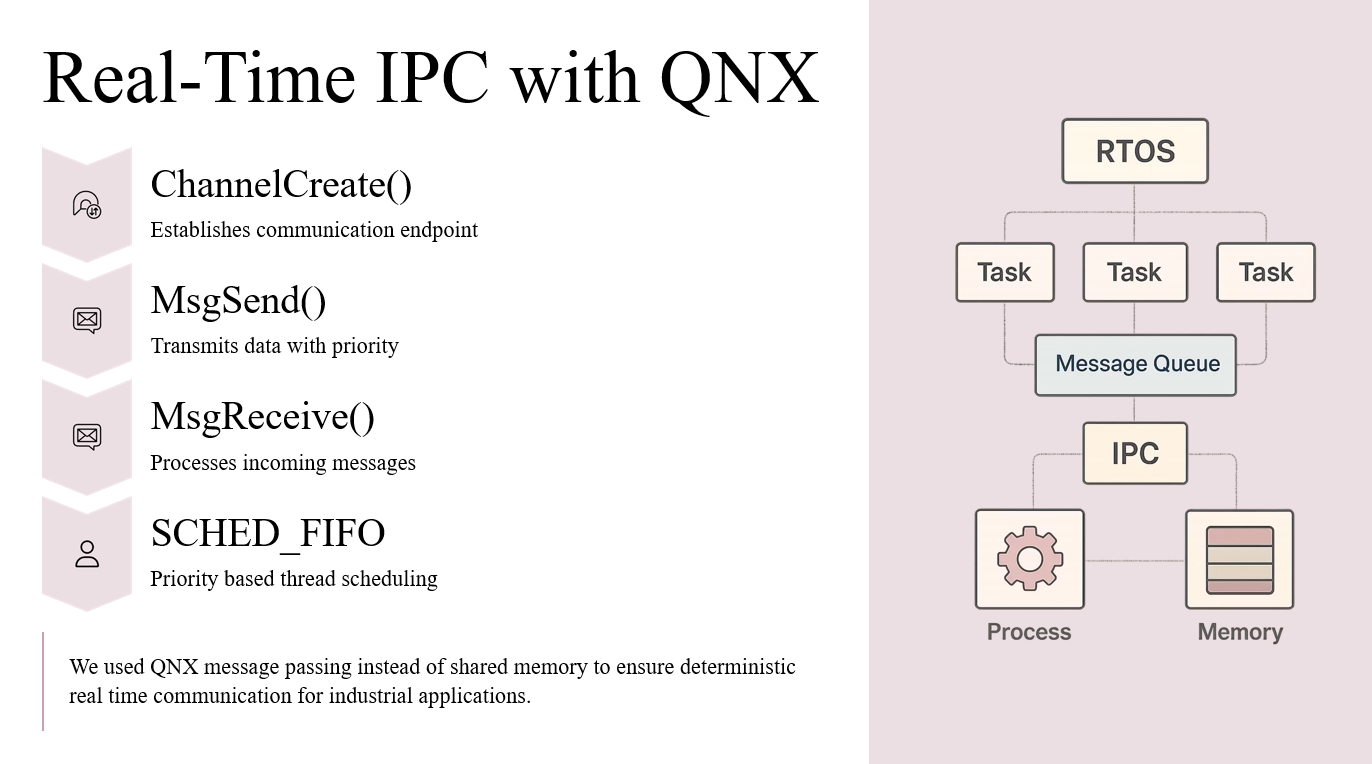 Real-Time IPC with QNX
ChannelCreate()
Establishes communication endpoint
MsgSend()
Transmits data with priority
MsgReceive()
Processes incoming messages
SCHED_FIFO
Priority based thread scheduling
We used QNX message passing instead of shared memory to ensure deterministic
real time communication for industrial applications.
RTOS
Task Task Task
Message Queue
IPC
Process Memory